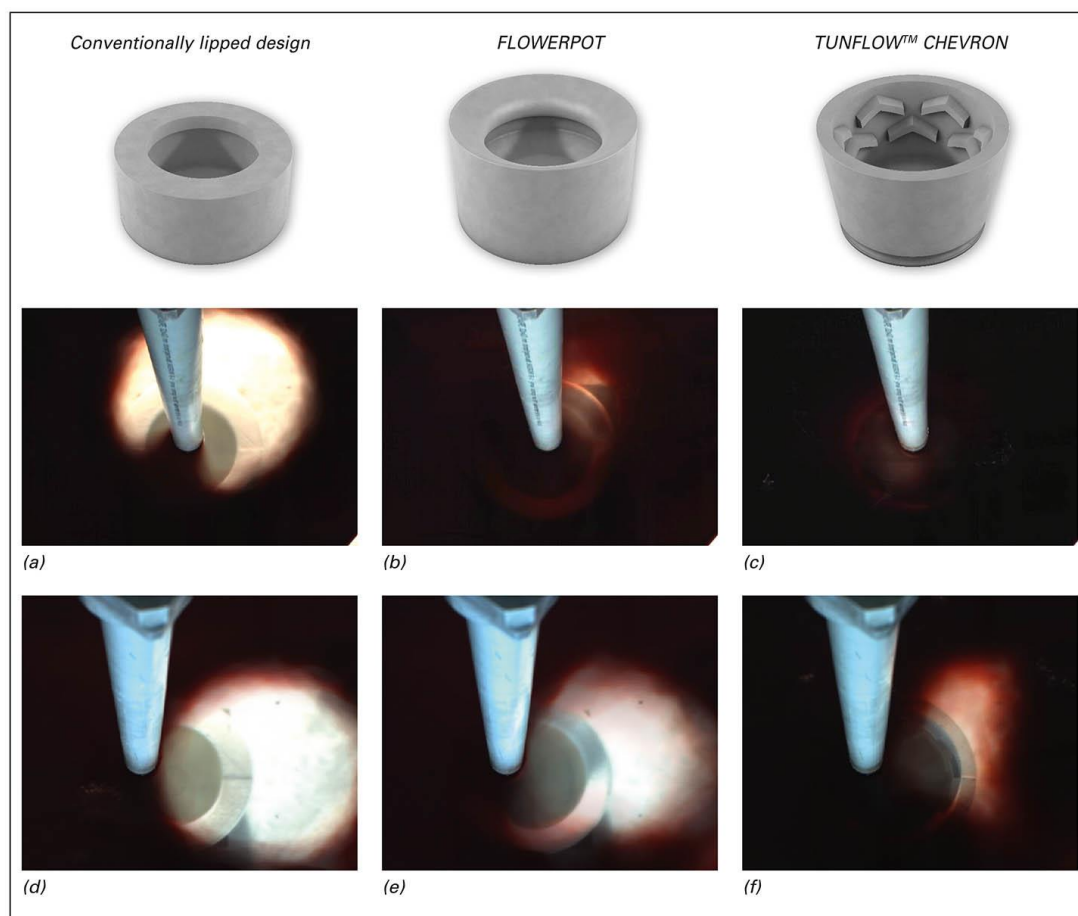 Conventionally lipped design
FLOWERPOT
TUNFLOW™ CHEVRON
(a)
(b)
(c)
(d)
(e)
(f)